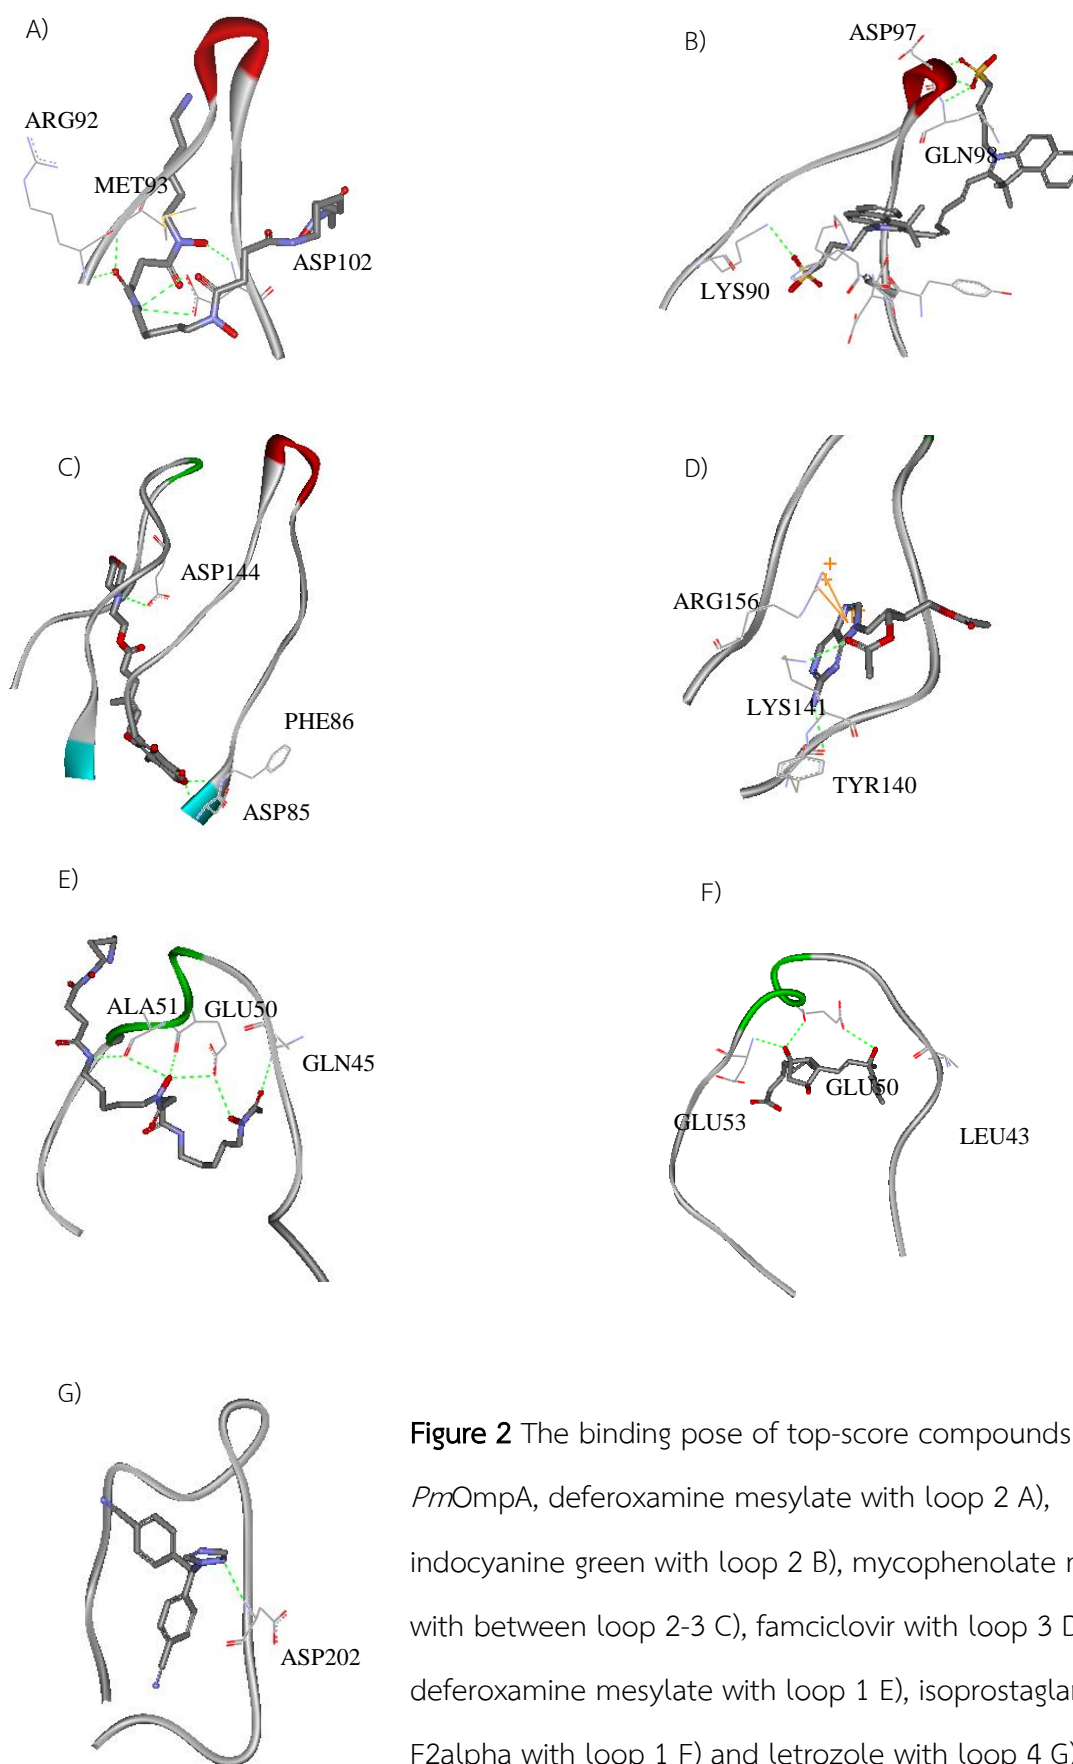 A)
ARG92
MET93
ASP102
B)
ASP97
GLN98
LYS90
C)
ASP144
PHE86
ASP85
D)
ARG156
LYS141
TYR140
E)
ALA51 GLU50
GLN45
F)
GLU50
GLU53
LEU43
G)
ASP202
Figure 2 The binding pose of top-score compounds
PmOmpA, deferoxamine mesylate with loop 2 A),
indocyanine green with loop 2 B), mycophenolate
with between loop 2-3 C), famciclovir with loop 3 D
deferoxamine mesylate with loop 1 E), isoprostaglan
F2alpha with loop 1 F) and letrozole with loop 4 G)